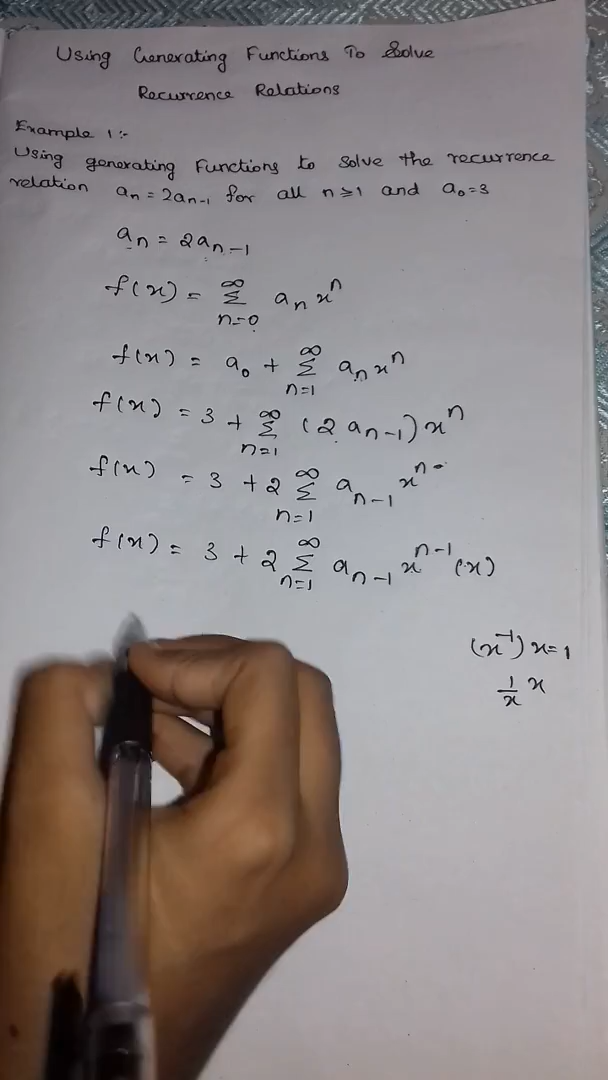 Using Generating Functions To Solve
Recurrence Relations
Example 1:-
Using generating Functions to solve the recurrence
relation aₙ = 2aₙ₋₁ for all n ≥ 1 and a₀ = 3
aₙ = 2aₙ₋₁
f(x) = ∑_{n=0}^{∞} aₙ xⁿ
f(x) = a₀ + ∑_{n=1}^{∞} aₙ xⁿ
f(x) = 3 + ∑_{n=1}^{∞} (2 aₙ₋₁) xⁿ
f(x) = 3 + 2 ∑_{n=1}^{∞} aₙ₋₁ xⁿ
f(x) = 3 + 2 ∑_{n=1}^{∞} aₙ₋₁ xⁿ⁻¹ (x)
(x⁻¹) x = 1
1/x x